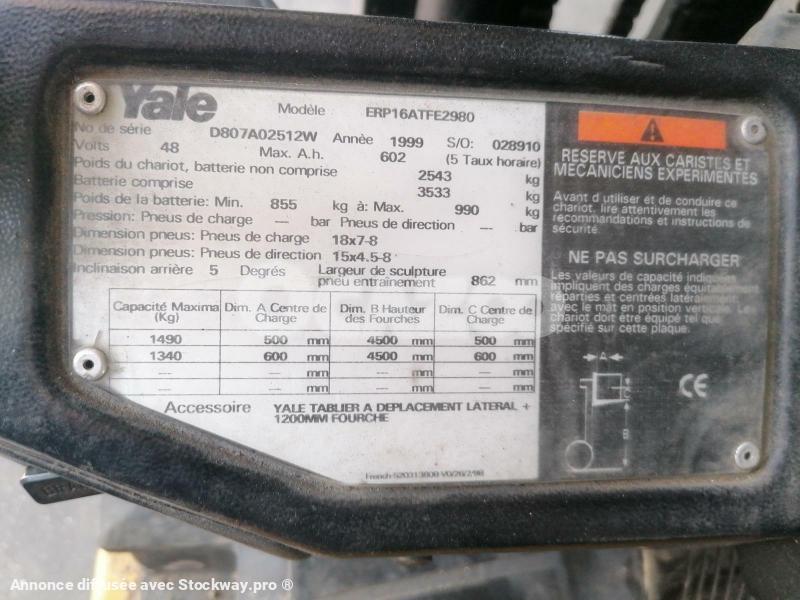 Yale Modèle ERP16ATFE2980
No de série D807A02512W Année 1999 S/O: 028910
Volts 48 Max. A.h. 602 (5 Taux horaire)
Poids du chariot, batterie non comprise 2543 kg
Batterie comprise 3533 kg
Poids de la batterie: Min. 855 kg à: Max. 990 kg
Pression: Pneus de charge — bar Pneus de direction — bar
Dimension pneus: Pneus de charge 18x7-8
Dimension pneus: Pneus de direction 15x4.5-8
Inclinaison arrière 5 Degrés Largeur de sculpture
pneu entrainement 862 mm
Capacité Maxima Dim. A Centre de Dim. B Hauteur Dim. C Centre de
(Kg) Charge des Fourches Charge
1490 500 mm 4500 mm 500 mm
1340 600 mm 4500 mm 600 mm
— — mm — mm — mm
— — mm — mm — mm
Accessoire YALE TABLIER A DEPLACEMENT LATERAL +
1200MM FOURCHE
RESERVE AUX CARISTES ET
MECANICIENS EXPERIMENTES
Avant d utiliser et de conduire ce
chariot, lire attentivement les
recommandations et instructions de
sécurité.
NE PAS SURCHARGER
Les valeurs de capacité indiquées
impliquent des charges équitablement
réparties et centrées latéralement
avec le mât en position verticale. Le
chariot doit être équipé tel que
spécifié sur cette plaque.
A
C
B
CE
Annonce diffusée avec Stockway.pro ®